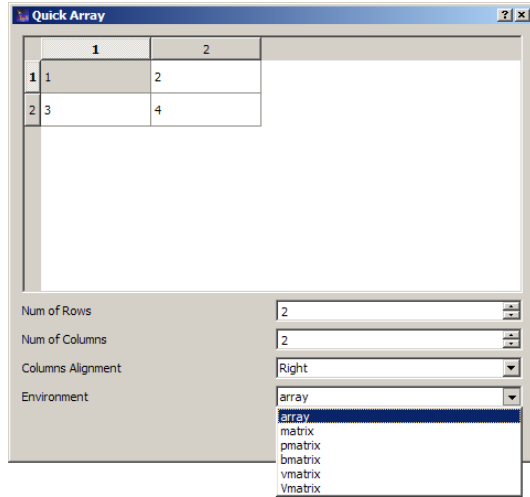 Quick Array
1 2
1 1 2
2 3 4
Num of Rows 2
Num of Columns 2
Columns Alignment Right
Environment array
array
matrix
pmatrix
bmatrix
vmatrix
Vmatrix